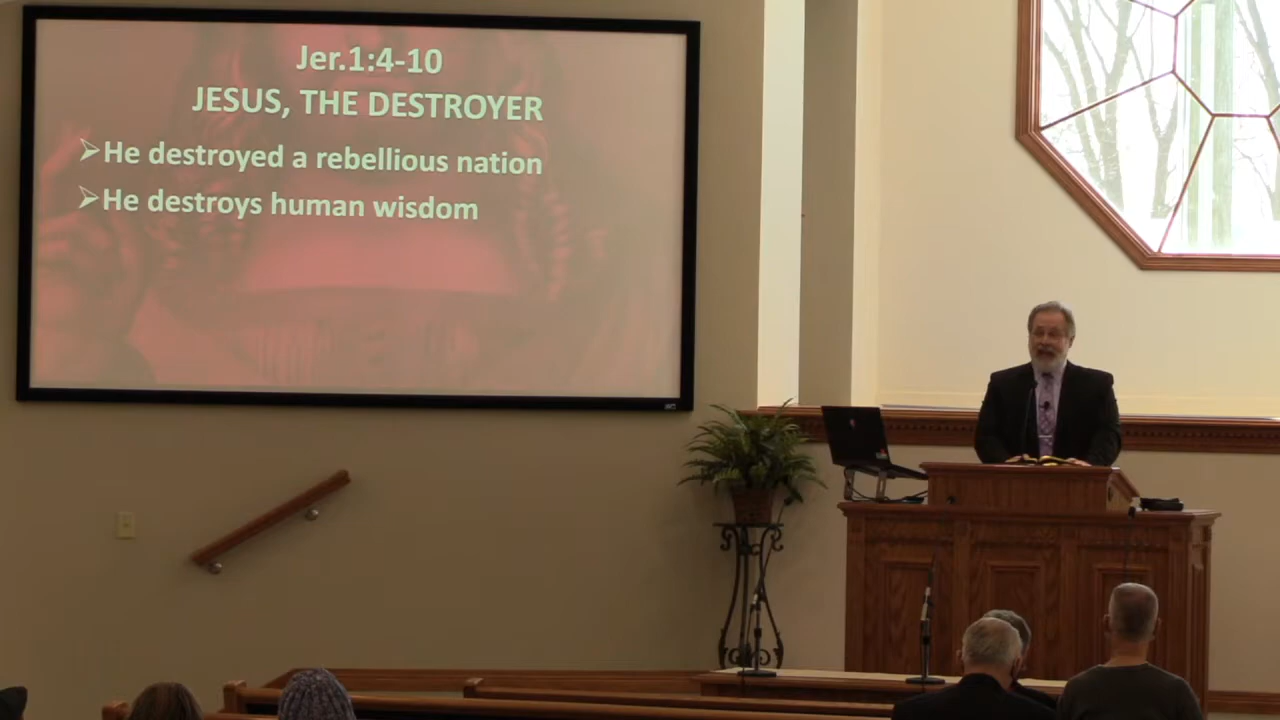 Jer.1:4-10
JESUS, THE DESTROYER
➢He destroyed a rebellious nation
➢He destroys human wisdom